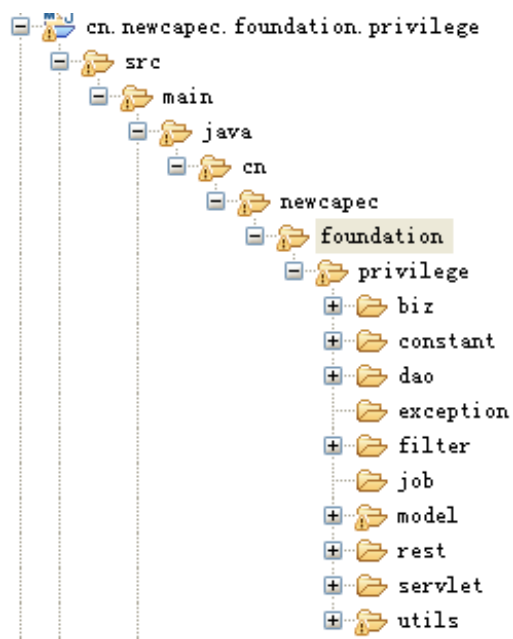 cn.newcapec.foundation.privilege
src
main
java
cn
newcapec
foundation
privilege
biz
constant
dao
exception
filter
job
model
rest
servlet
utils